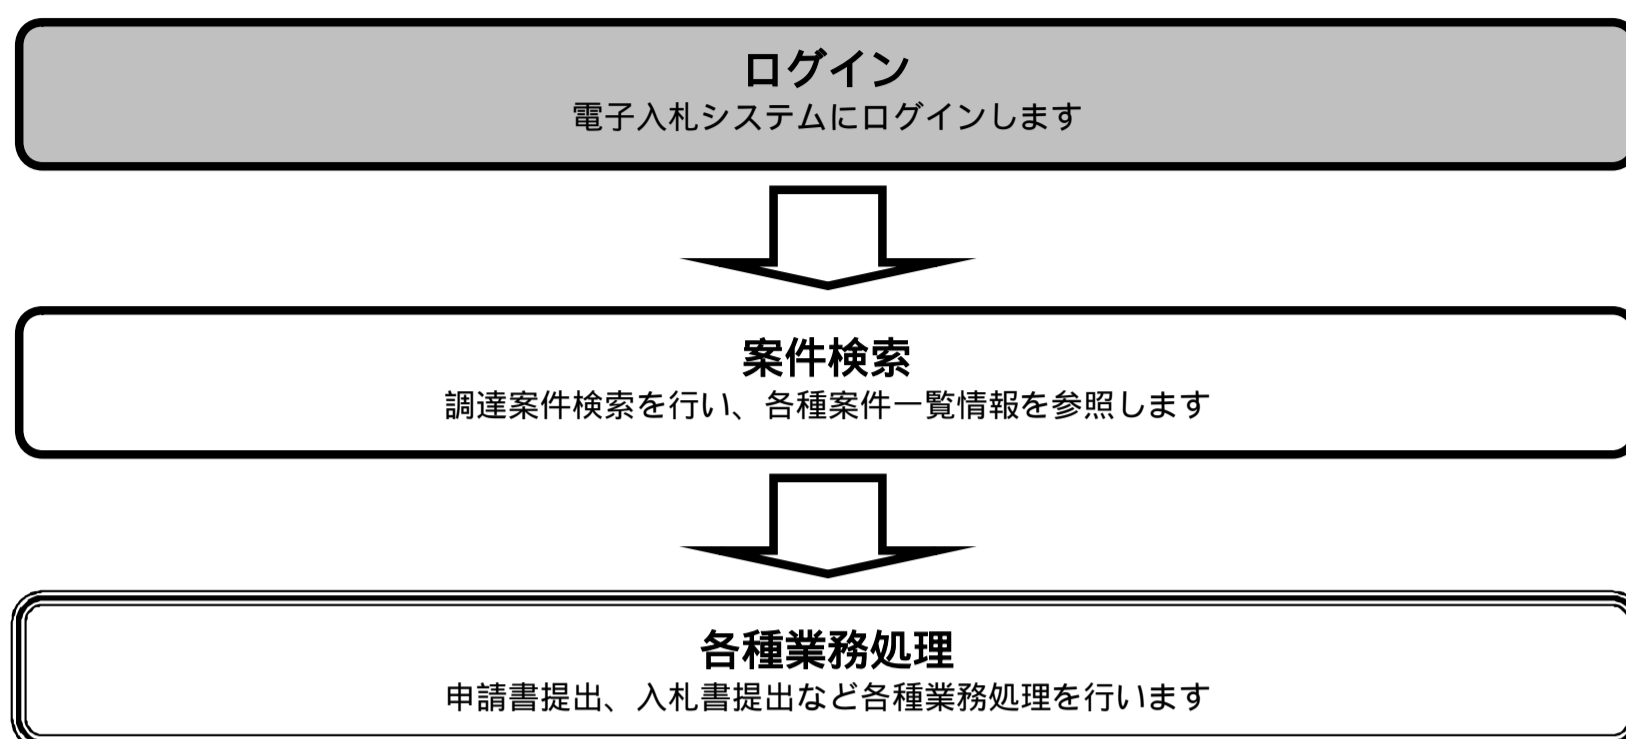 ログイン
電子入札システムにログインします
案件検索
調達案件検索を行い、各種案件一覧情報を参照します
各種業務処理
申請書提出、入札書提出など各種業務処理を行います